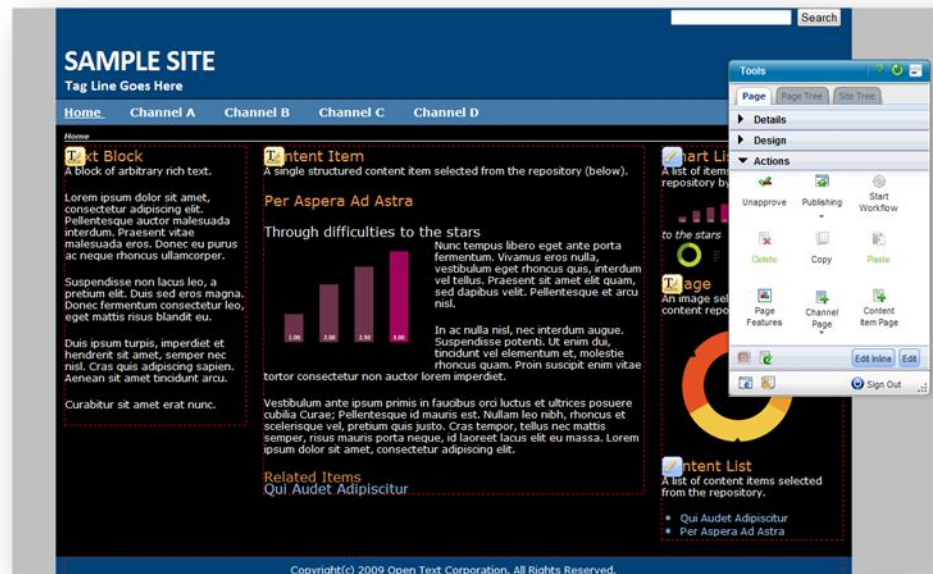 Search
SAMPLE SITE
Tag Line Goes Here
Home Channel A Channel B Channel C Channel D
Home
Text Block
A block of arbitrary rich text.
Lorem ipsum dolor sit amet,
consectetur adipiscing elit.
Pellentesque auctor malesuada
interdum. Praesent vitae
malesuada eros. Donec eu purus
ac neque rhoncus ullamcorper.
Suspendisse non lacus leo, a
pretium elit. Duis sed eros magna.
Donec fermentum consectetur leo,
eget mattis risus blandit eu.
Duis ipsum turpis, imperdiet et
hendrerit sit amet, semper nec
nisl. Cras quis adipiscing sapien.
Aenean sit amet tincidunt arcu.
Curabitur sit amet erat nunc.
ntent Item
A single structured content item selected from the repository (below).
Per Aspera Ad Astra
Through difficulties to the stars
1.00 2.00 2.50 3.00
Nunc tempus libero eget ante porta
fermentum. Vivamus eros nulla,
vestibulum eget rhoncus quis, interdum
vel tellus. Praesent sit amet elit quam,
sed dapibus velit. Pellentesque et arcu
nisl.
In ac nulla nisl, nec interdum augue.
Suspendisse potenti. Ut enim dui,
tincidunt vel elementum et, molestie
rhoncus quam. Proin suscipit enim vitae
tortor consectetur non auctor lorem imperdiet.
Vestibulum ante ipsum primis in faucibus orci luctus et ultrices posuere
cubilia Curae; Pellentesque id mauris est. Nullam leo nibh, rhoncus et
scelerisque vel, pretium quis justo. Cras tempor, tellus nec mattis
semper, risus mauris porta neque, id laoreet lacus elit eu massa. Lorem
ipsum dolor sit amet, consectetur adipiscing elit.
Related Items
Qui Audet Adipiscitur
mart Li
A list of items
repository by
to the stars
age
An image sel
content repo
ntent List
A list of content items selected
from the repository.
Qui Audet Adipiscitur
Per Aspera Ad Astra
Tools
Page Page Tree Site Tree
Details
Design
Actions
Unapprove Publishing Start
Workflow
Delete Copy Paste
Page
Features
Channel
Page
Content
Item Page
Edit Inline Edit
Sign Out
Copyright(c) 2009 Open Text Corporation. All Rights Reserved.